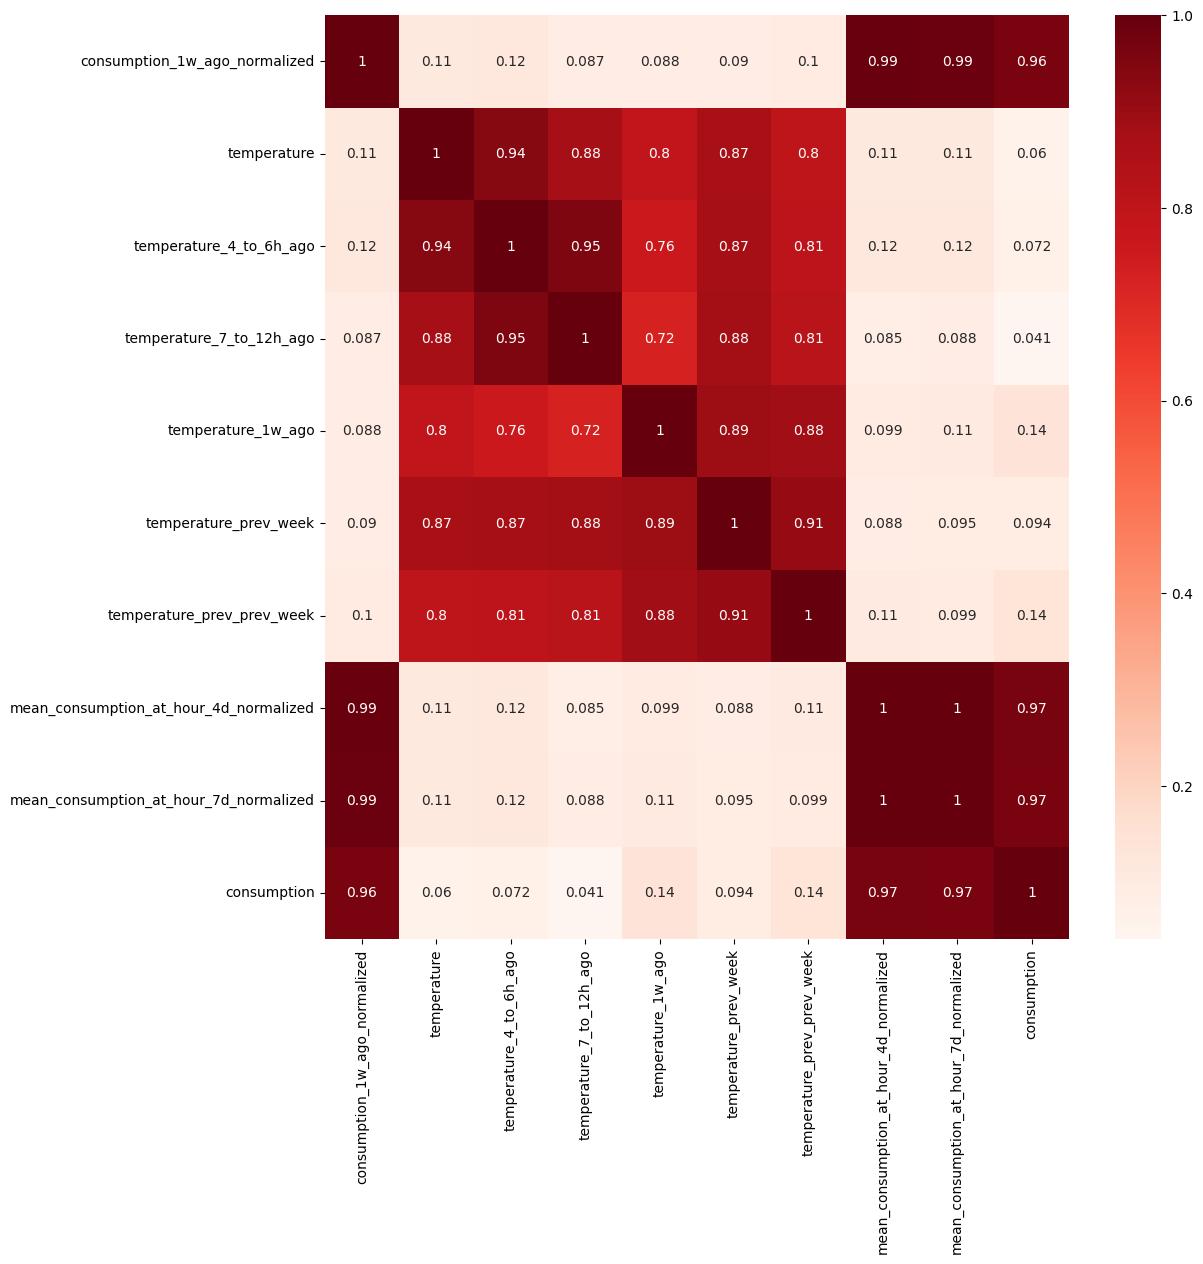 consumption_1w_ago_normalized 1 0.11 0.12 0.087 0.088 0.09 0.1 0.99 0.99 0.96
temperature 0.11 1 0.94 0.88 0.8 0.87 0.8 0.11 0.11 0.06
temperature_4_to_6h_ago 0.12 0.94 1 0.95 0.76 0.87 0.81 0.12 0.12 0.072
temperature_7_to_12h_ago 0.087 0.88 0.95 1 0.72 0.88 0.81 0.085 0.088 0.041
temperature_1w_ago 0.088 0.8 0.76 0.72 1 0.89 0.88 0.099 0.11 0.14
temperature_prev_week 0.09 0.87 0.87 0.88 0.89 1 0.91 0.088 0.095 0.094
temperature_prev_prev_week 0.1 0.8 0.81 0.81 0.88 0.91 1 0.11 0.099 0.14
mean_consumption_at_hour_4d_normalized 0.99 0.11 0.12 0.085 0.099 0.088 0.11 1 1 0.97
mean_consumption_at_hour_7d_normalized 0.99 0.11 0.12 0.088 0.11 0.095 0.099 1 1 0.97
consumption 0.96 0.06 0.072 0.041 0.14 0.094 0.14 0.97 0.97 1
consumption_1w_ago_normalized
temperature
temperature_4_to_6h_ago
temperature_7_to_12h_ago
temperature_1w_ago
temperature_prev_week
temperature_prev_prev_week
mean_consumption_at_hour_4d_normalized
mean_consumption_at_hour_7d_normalized
consumption
1.0
0.8
0.6
0.4
0.2